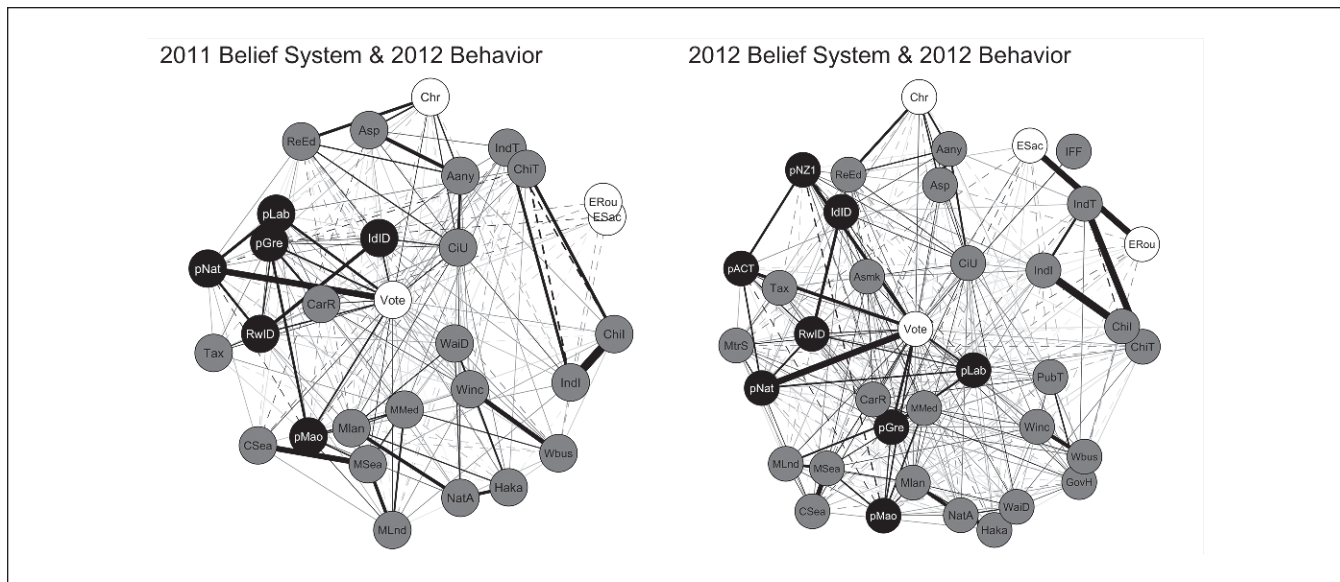 2011 Belief System & 2012 Behavior
Chr
Asp
ReEd
IndT
ChiT
Aany
ERou
ESac
pLab
pGre
IdID
CiU
pNat
Vote
CarR
RwID
Tax
WaiD
ChiI
IndI
Winc
MMed
Mlan
pMao
CSea
MSea
Wbus
Haka
NatA
MLnd
2012 Belief System & 2012 Behavior
Chr
ESac
IFF
Aany
pNZ1
ReEd
Asp
IndT
IdID
ERou
pACT
CiU
IndI
Asmk
Tax
Vote
ChiI
RwID
MtrS
ChiT
pLab
PubT
pNat
CarR
MMed
pGre
Winc
Wbus
MLnd
MSea
Mlan
GovH
CSea
pMao
NatA
WaiD
Haka